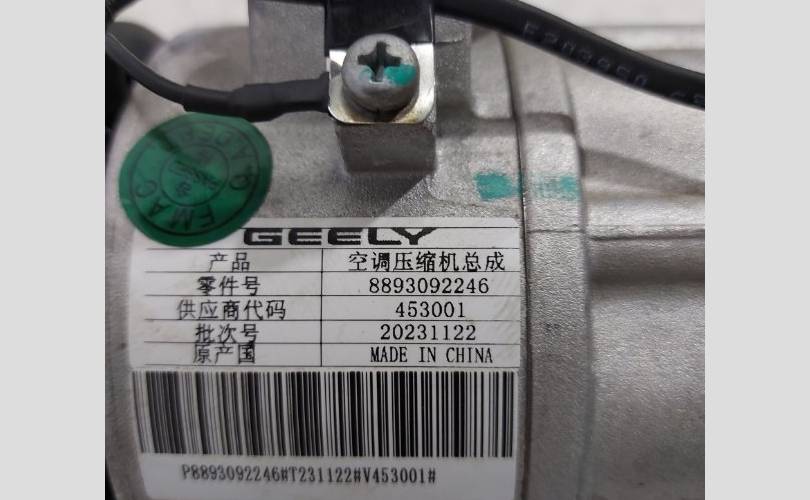 E203950
GEELY
产品 空调压缩机总成
零件号 8893092246
供应商代码 453001
批次号 20231122
原产国 MADE IN CHINA
P8893092246#T231122#V453001#